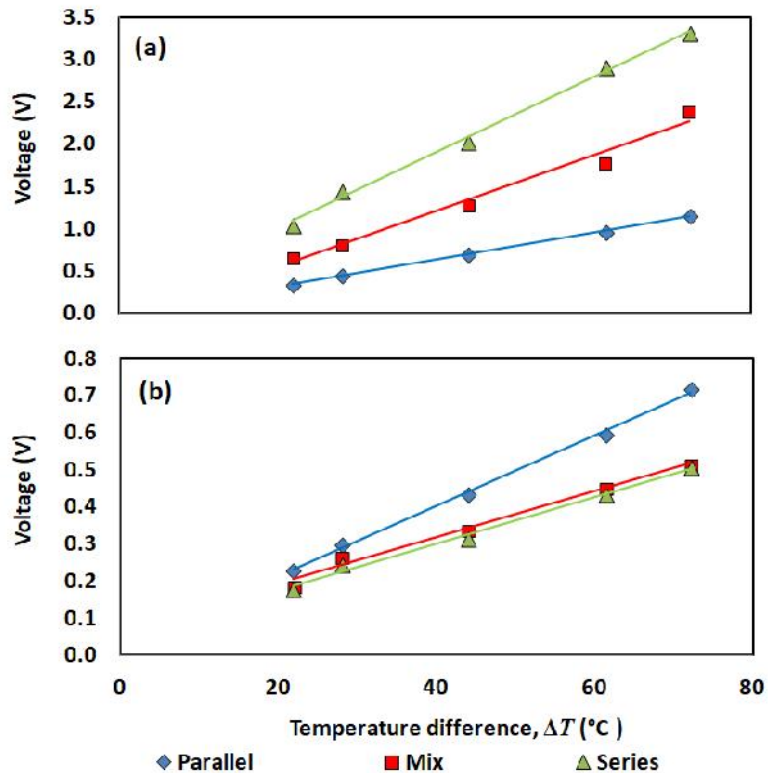 (a)
Voltage (V)
3.5
3.0
2.5
2.0
1.5
1.0
0.5
0.0
(b)
Voltage (V)
0.8
0.7
0.6
0.5
0.4
0.3
0.2
0.1
0.0
0 20 40 60 80
Temperature difference, ΔT (°C )
Parallel Mix Series